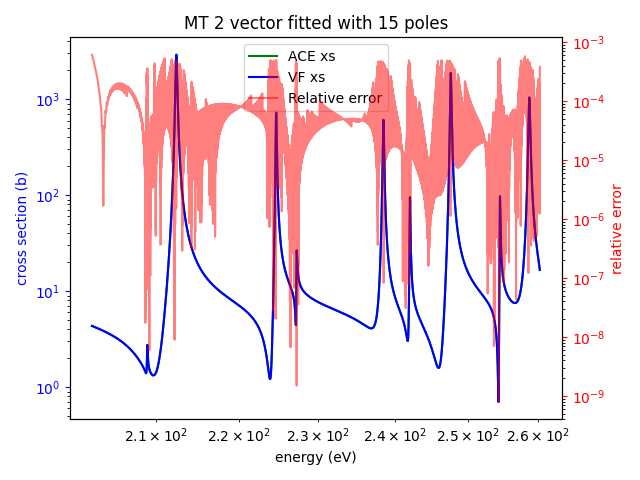 MT 2 vector fitted with 15 poles
ACE xs
VF xs
Relative error
cross section (b)
10³
10²
10¹
10⁰
10⁻³
10⁻⁴
10⁻⁵
10⁻⁶
10⁻⁷
10⁻⁸
10⁻⁹
relative error
2.1 × 10² 2.2 × 10² 2.3 × 10² 2.4 × 10² 2.5 × 10² 2.6 × 10²
energy (eV)